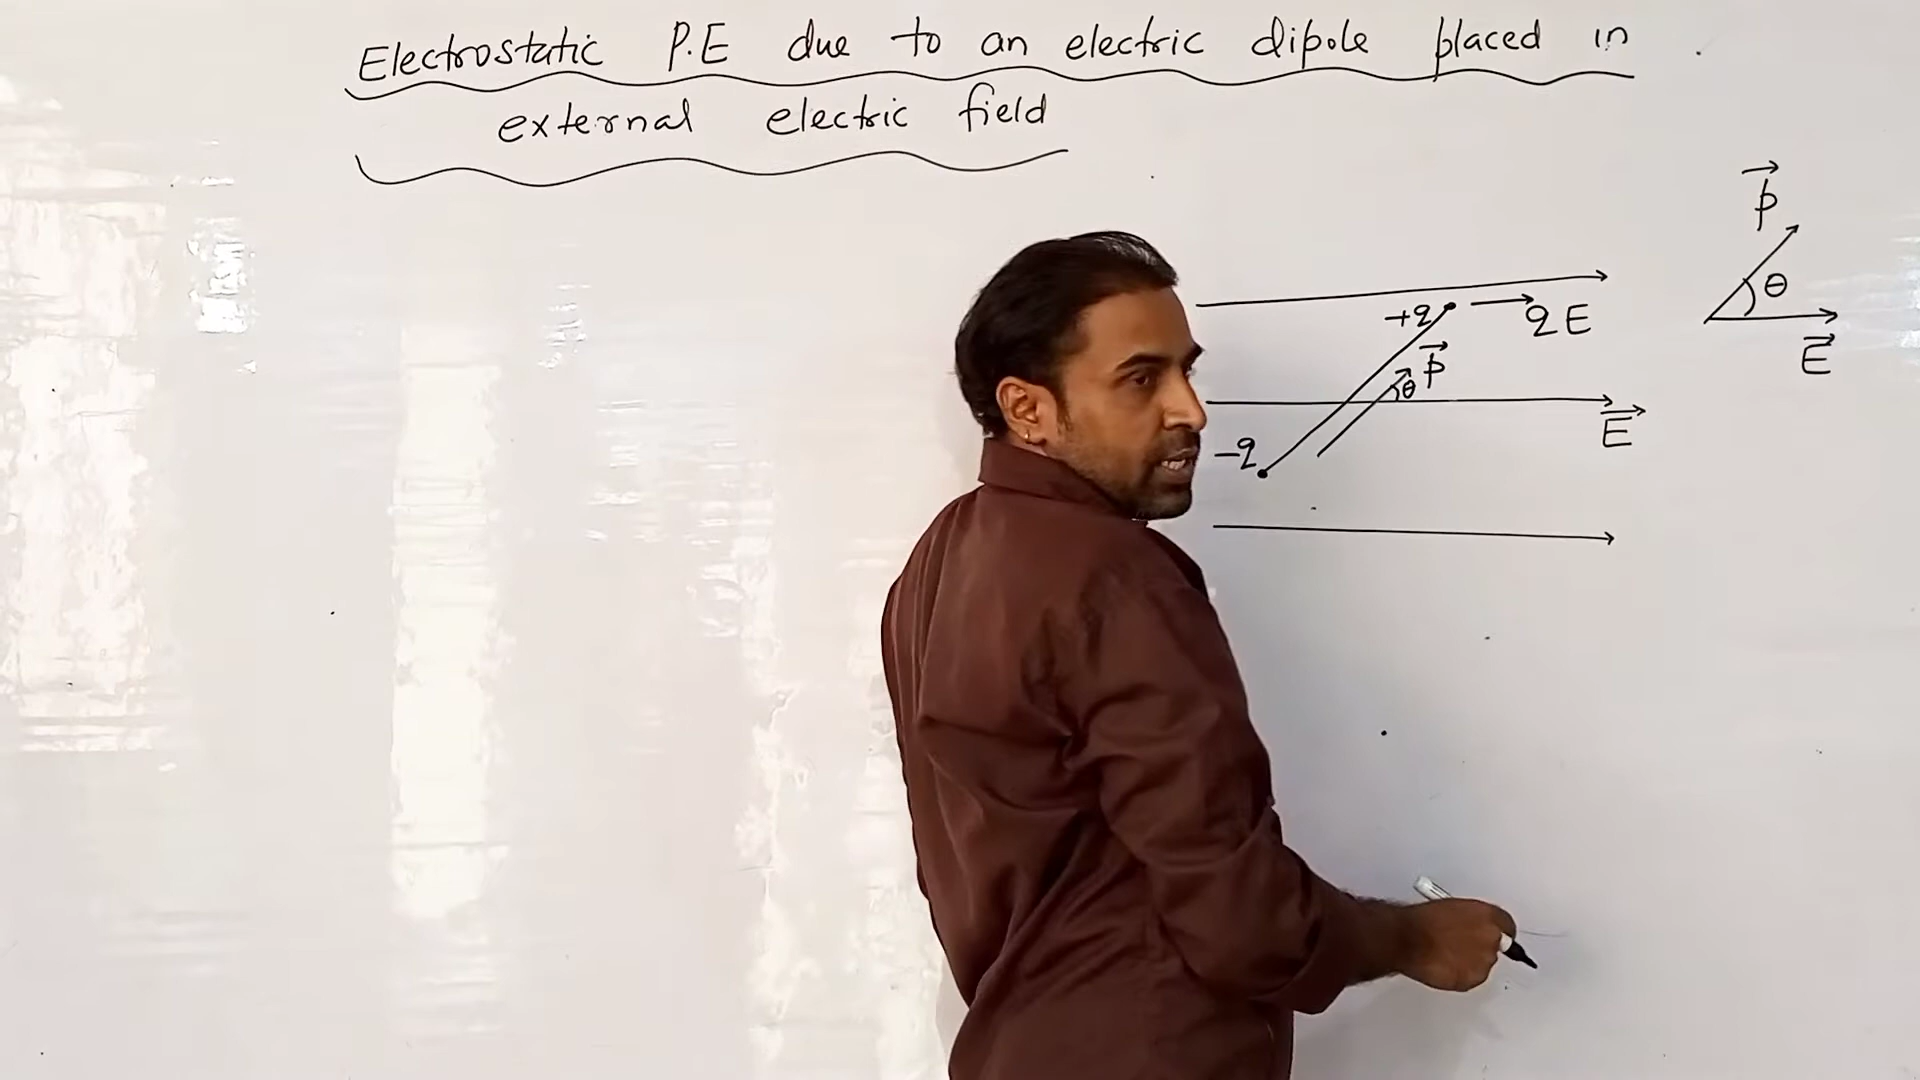 Electrostatic P.E due to an electric dipole placed in
external electric field
p
θ
E
+q
qE
p
θ
E
-q